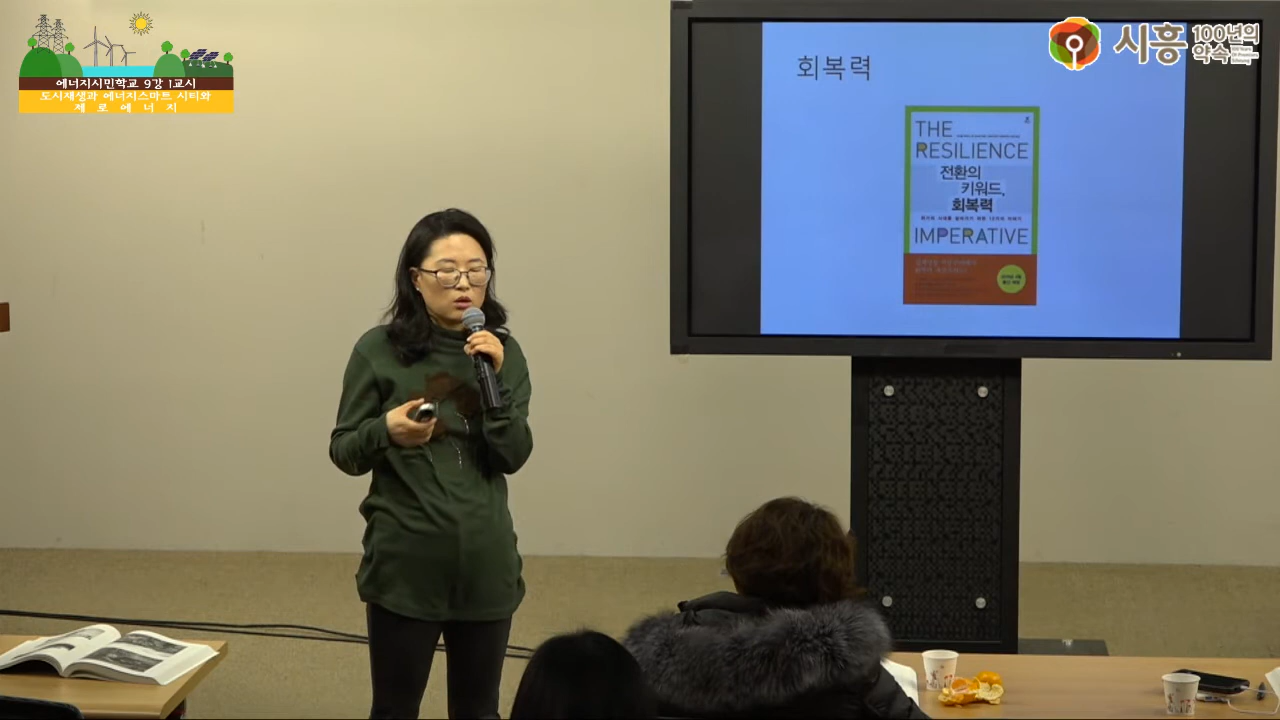 에너지시민학교 9강 1교시
도시재생과 에너지스마트 시티와
제 로 에 너 지
시흥
100년의
약속
회복력
THE
RESILIENCE
전환의
키워드,
회복력
IMPERATIVE